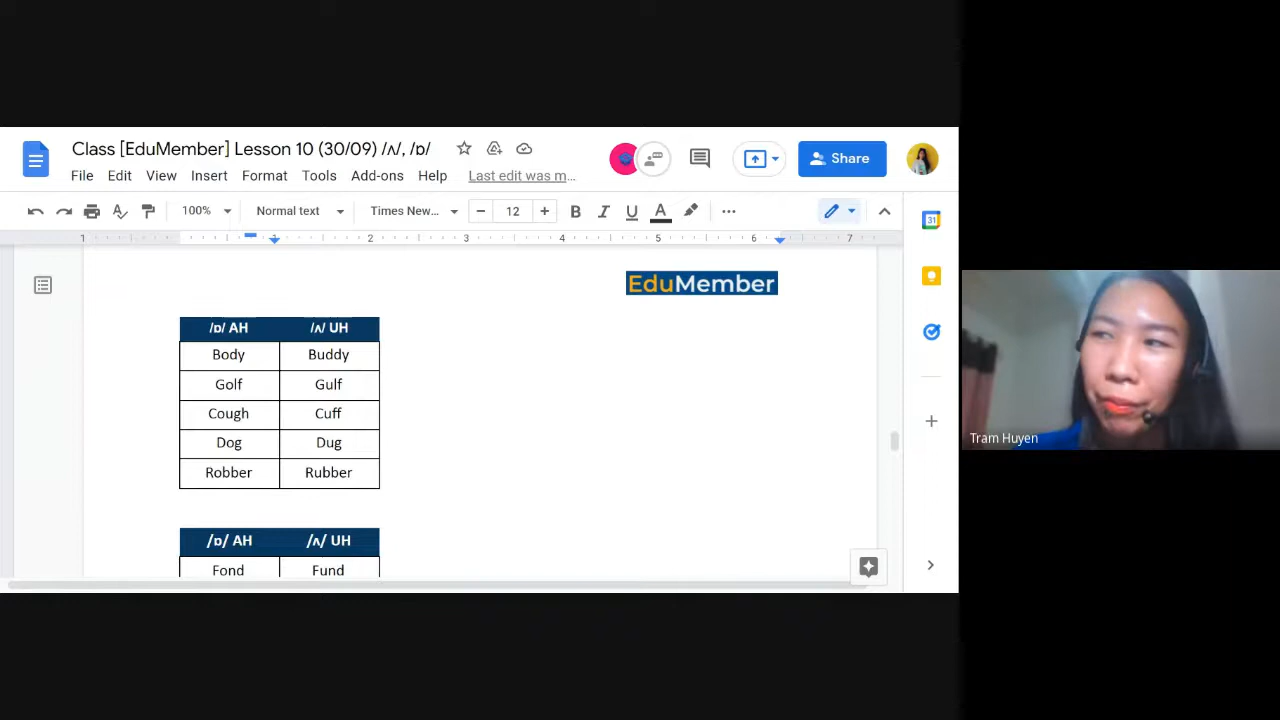 Class [EduMember] Lesson 10 (30/09) /ʌ/, /ɒ/
File Edit View Insert Format Tools Add-ons Help Last edit was m...
Share
100% Normal text Times New... − 12 + B I U A
1 1 2 3 4 5 6 7
31
EduMember
/ɒ/ AH /ʌ/ UH
Body Buddy
Golf Gulf
Cough Cuff
Dog Dug
Robber Rubber
/ɒ/ AH /ʌ/ UH
Fond Fund
Tram Huyen